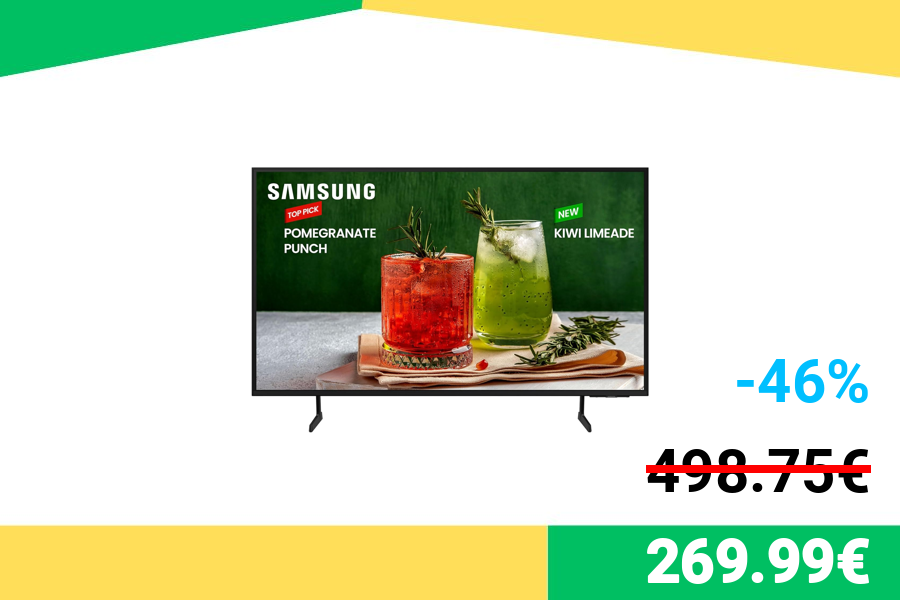 SAMSUNG
TOP PICK
POMEGRANATE
PUNCH
NEW
KIWI LIMEADE
-46%
498.75€
269.99€